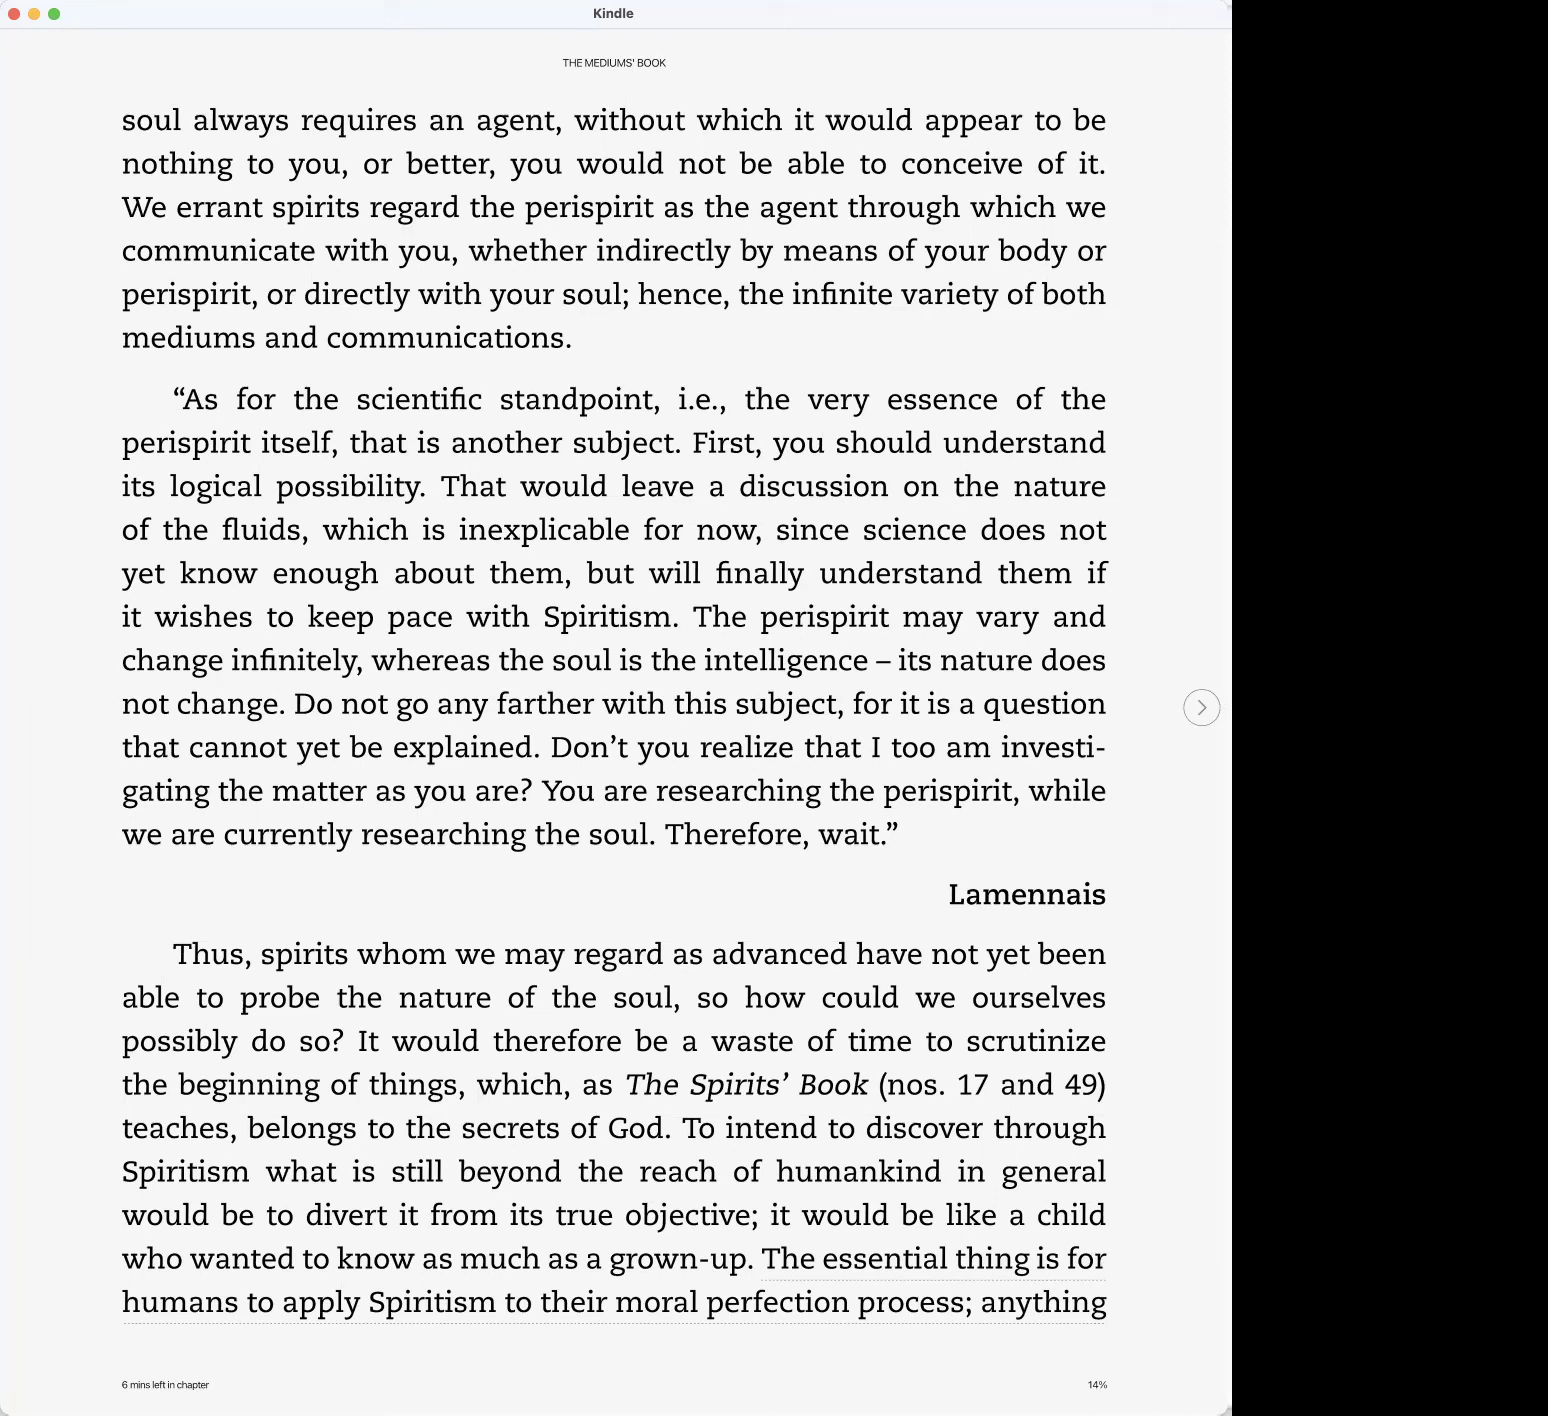 Kindle
THE MEDIUMS' BOOK
soul always requires an agent, without which it would appear to be
nothing to you, or better, you would not be able to conceive of it.
We errant spirits regard the perispirit as the agent through which we
communicate with you, whether indirectly by means of your body or
perispirit, or directly with your soul; hence, the infinite variety of both
mediums and communications.
“As for the scientific standpoint, i.e., the very essence of the
perispirit itself, that is another subject. First, you should understand
its logical possibility. That would leave a discussion on the nature
of the fluids, which is inexplicable for now, since science does not
yet know enough about them, but will finally understand them if
it wishes to keep pace with Spiritism. The perispirit may vary and
change infinitely, whereas the soul is the intelligence – its nature does
not change. Do not go any farther with this subject, for it is a question
that cannot yet be explained. Don’t you realize that I too am investi-
gating the matter as you are? You are researching the perispirit, while
we are currently researching the soul. Therefore, wait.”
Lamennais
Thus, spirits whom we may regard as advanced have not yet been
able to probe the nature of the soul, so how could we ourselves
possibly do so? It would therefore be a waste of time to scrutinize
the beginning of things, which, as The Spirits’ Book (nos. 17 and 49)
teaches, belongs to the secrets of God. To intend to discover through
Spiritism what is still beyond the reach of humankind in general
would be to divert it from its true objective; it would be like a child
who wanted to know as much as a grown-up. The essential thing is for
humans to apply Spiritism to their moral perfection process; anything
6 mins left in chapter
14%